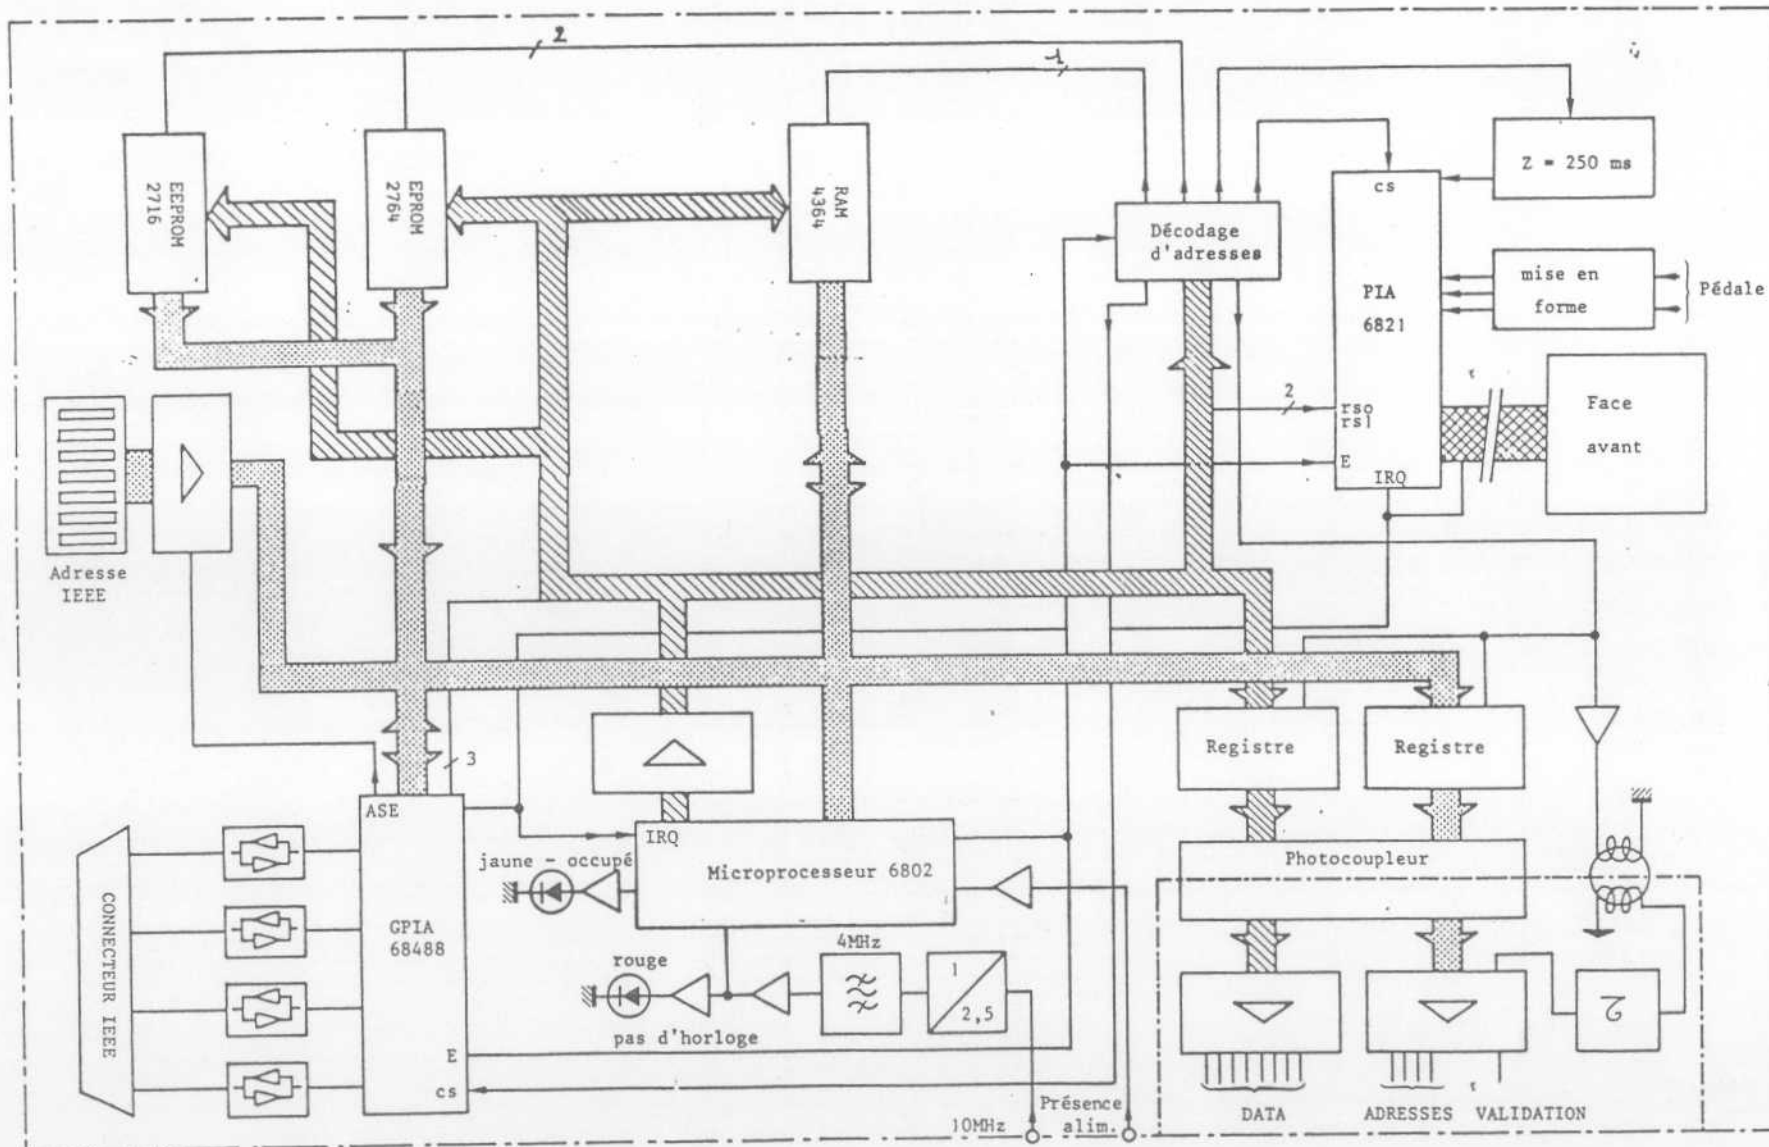 2
1
EEPROM
2716
EPROM
2764
RAM
4364
Décodage
d'adresses
cs
PIA
6821
rso
rs1
E
IRQ
2
Z = 250 ms
mise en
forme
Pédale
Face
avant
Adresse
IEEE
3
ASE
GPIA
68488
E
cs
CONNECTEUR IEEE
IRQ
Microprocesseur 6802
jaune - occupé
rouge
pas d'horloge
4MHz
1
2,5
10MHz
Présence
alim.
Registre
Registre
Photocoupleur
DATA
ADRESSES
VALIDATION